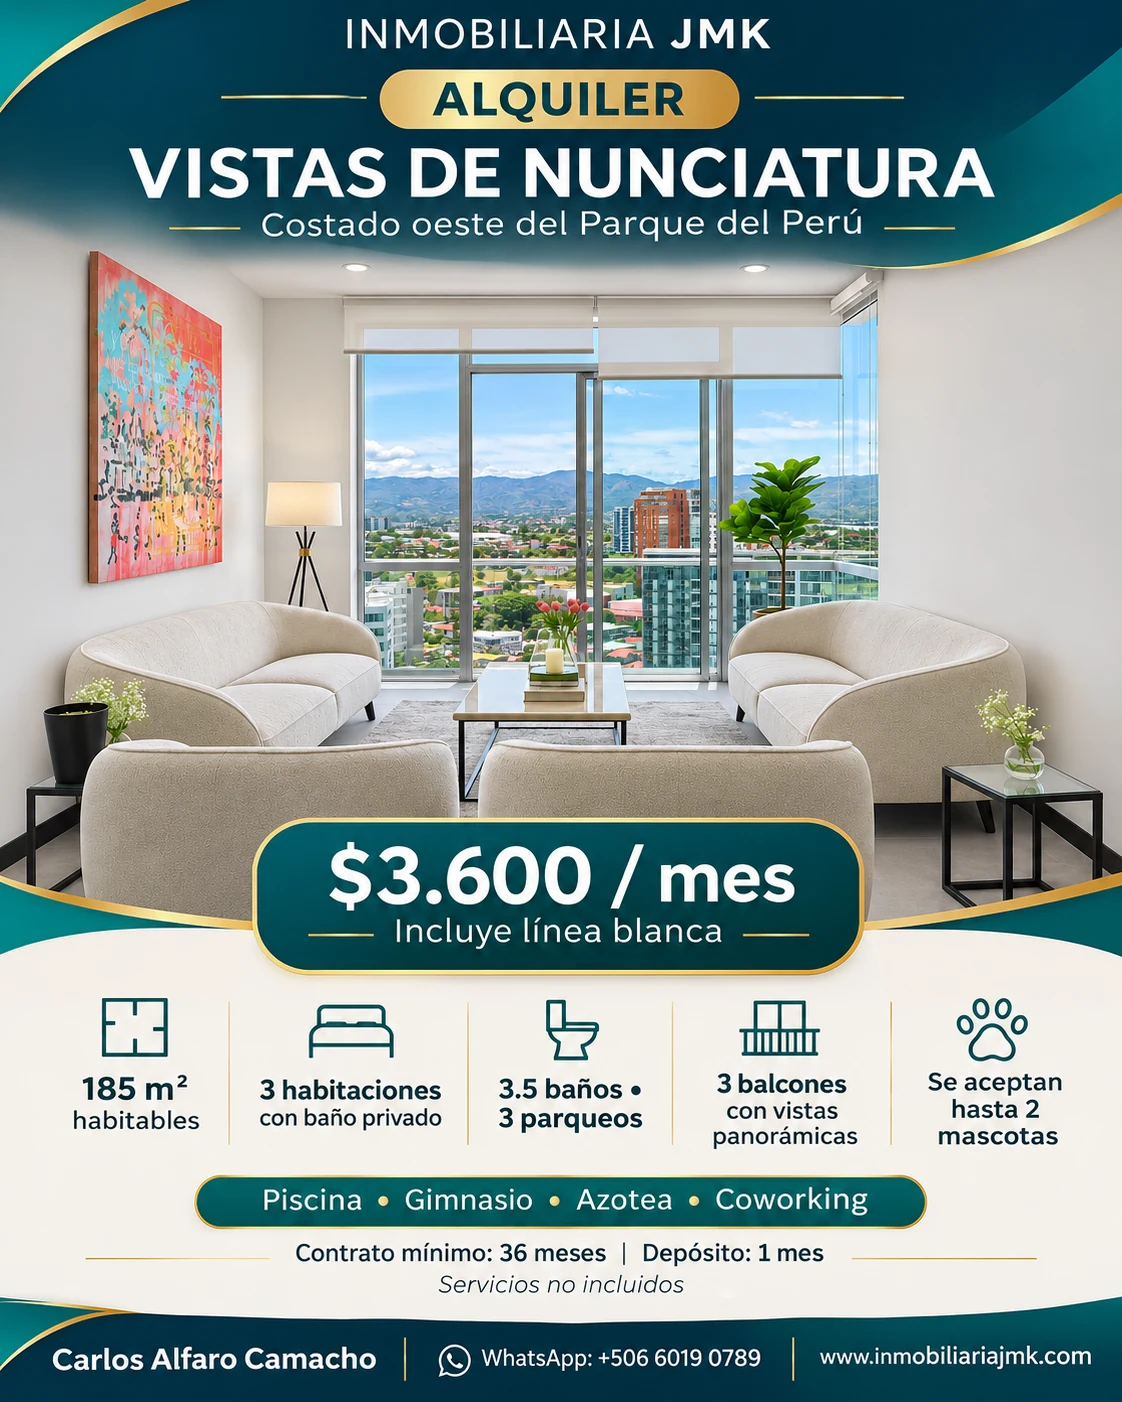 INMOBILIARIA JMK
ALQUILER
VISTAS DE NUNCIATURA
Costado oeste del Parque del Perú
$3.600 / mes
Incluye línea blanca
185 m²
habitables
3 habitaciones
con baño privado
3.5 baños •
3 parqueos
3 balcones
con vistas
panorámicas
Se aceptan
hasta 2
mascotas
Piscina • Gimnasio • Azotea • Coworking
Contrato mínimo: 36 meses | Depósito: 1 mes
Servicios no incluidos
Carlos Alfaro Camacho | WhatsApp: +506 6019 0789 | www.inmobiliariajmk.com